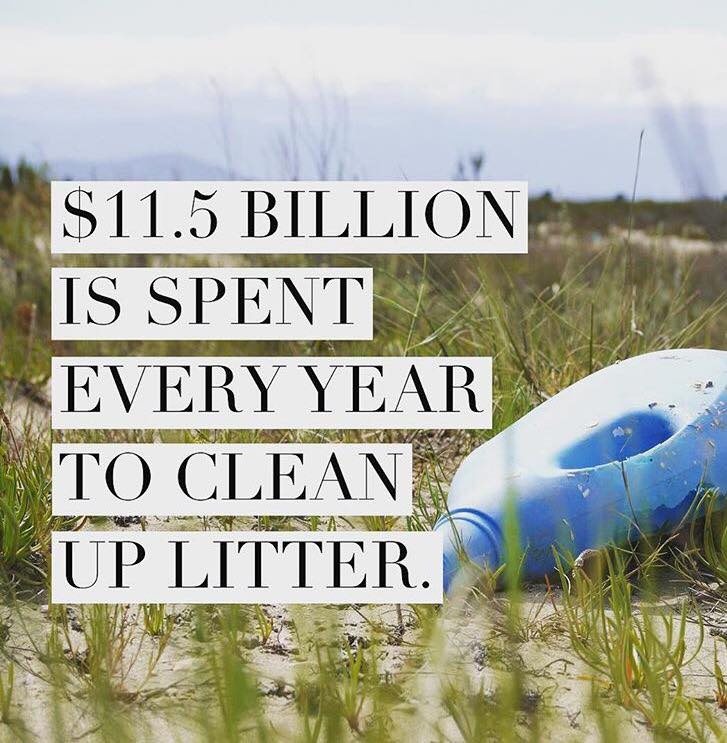 $11.5 BILLION
IS SPENT
EVERY YEAR
TO CLEAN
UP LITTER.